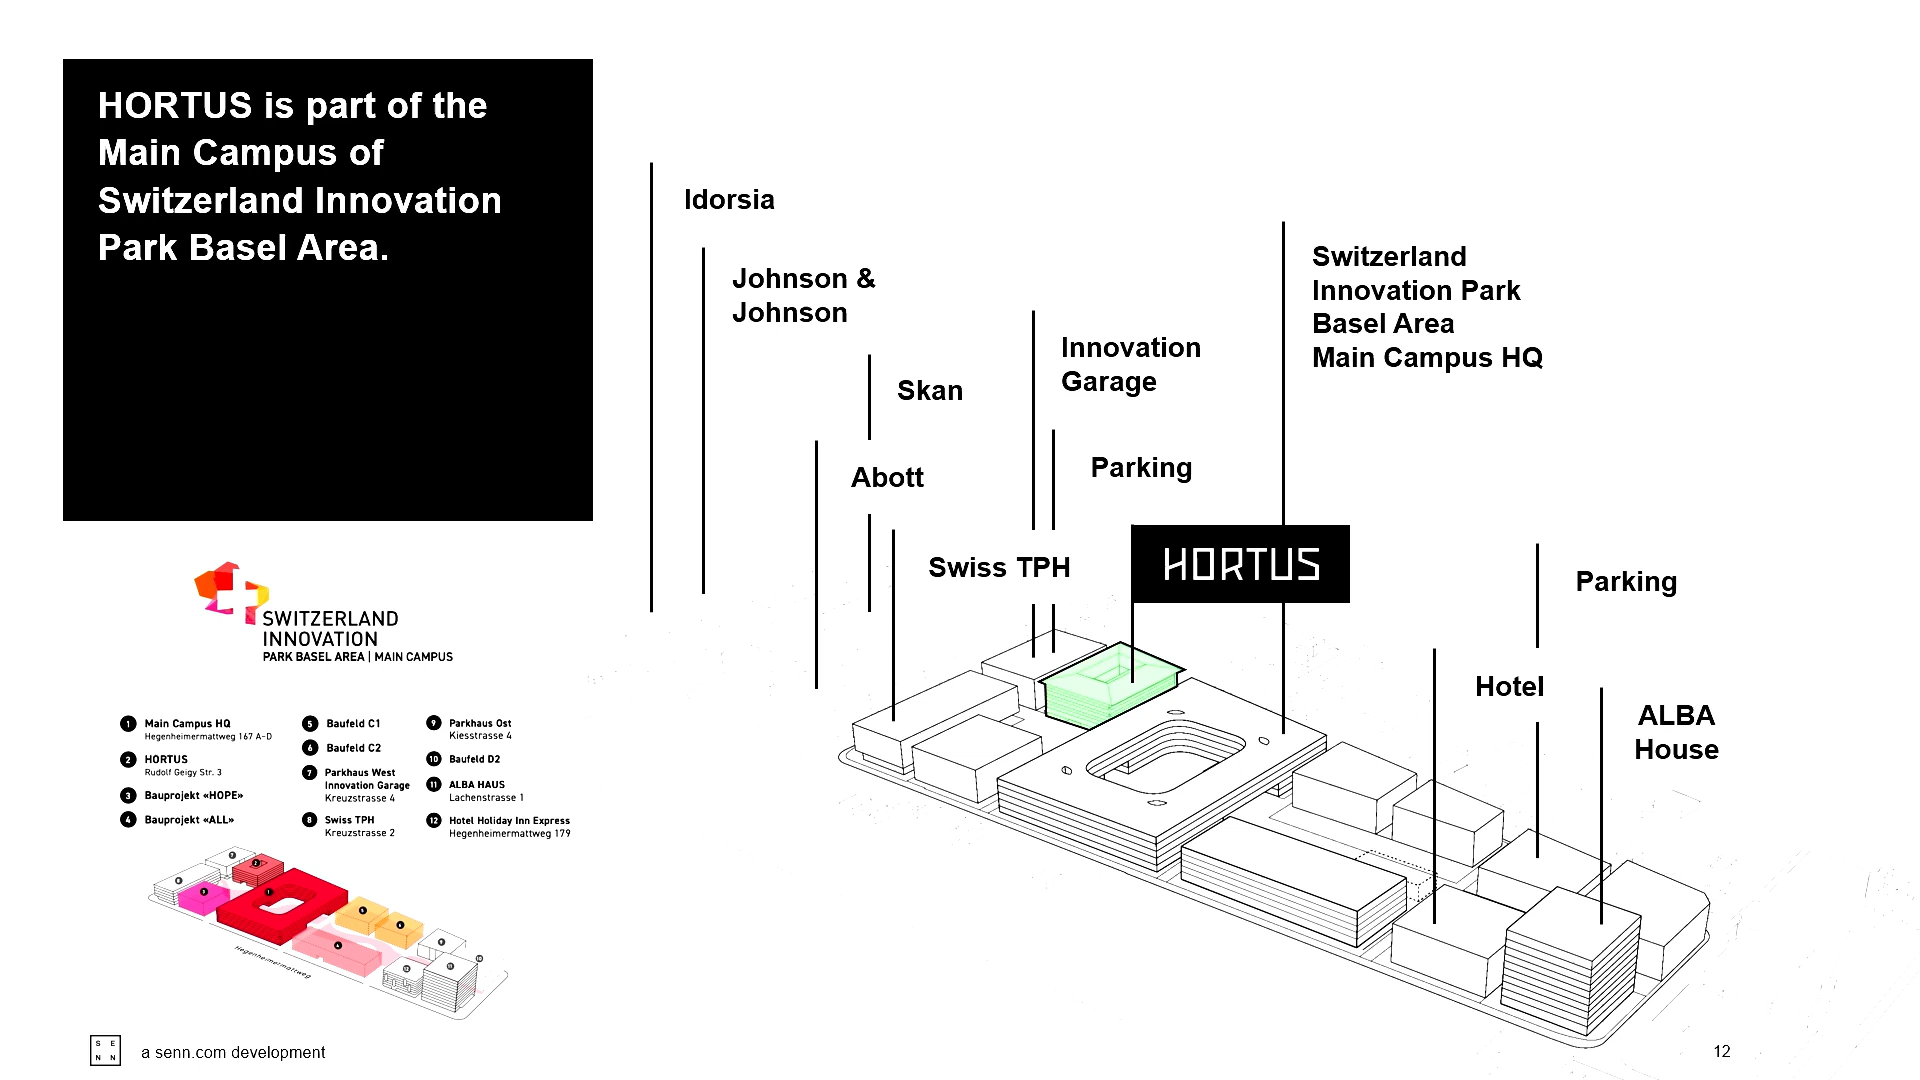 HORTUS is part of the
Main Campus of
Switzerland Innovation
Park Basel Area.
Idorsia
Johnson &
Johnson
Skan
Abott
Swiss TPH
Innovation
Garage
Parking
HORTUS
Switzerland
Innovation Park
Basel Area
Main Campus HQ
Parking
Hotel
ALBA
House
SWITZERLAND
INNOVATION
PARK BASEL AREA | MAIN CAMPUS
1 Main Campus HQ
Hegenheimermattweg 167 A-D
2 HORTUS
Rudolf Geigy Str. 3
3 Bauprojekt «HOPE»
4 Bauprojekt «ALL»
5 Baufeld C1
6 Baufeld C2
7 Parkhaus West
Innovation Garage
Kreuzstrasse 4
8 Swiss TPH
Kreuzstrasse 2
9 Parkhaus Ost
Kiesstrasse 4
10 Baufeld D2
11 ALBA HAUS
Lachenstrasse 1
12 Hotel Holiday Inn Express
Hegenheimermattweg 179
Hegenheimermattweg
S E
N N
a senn.com development
12